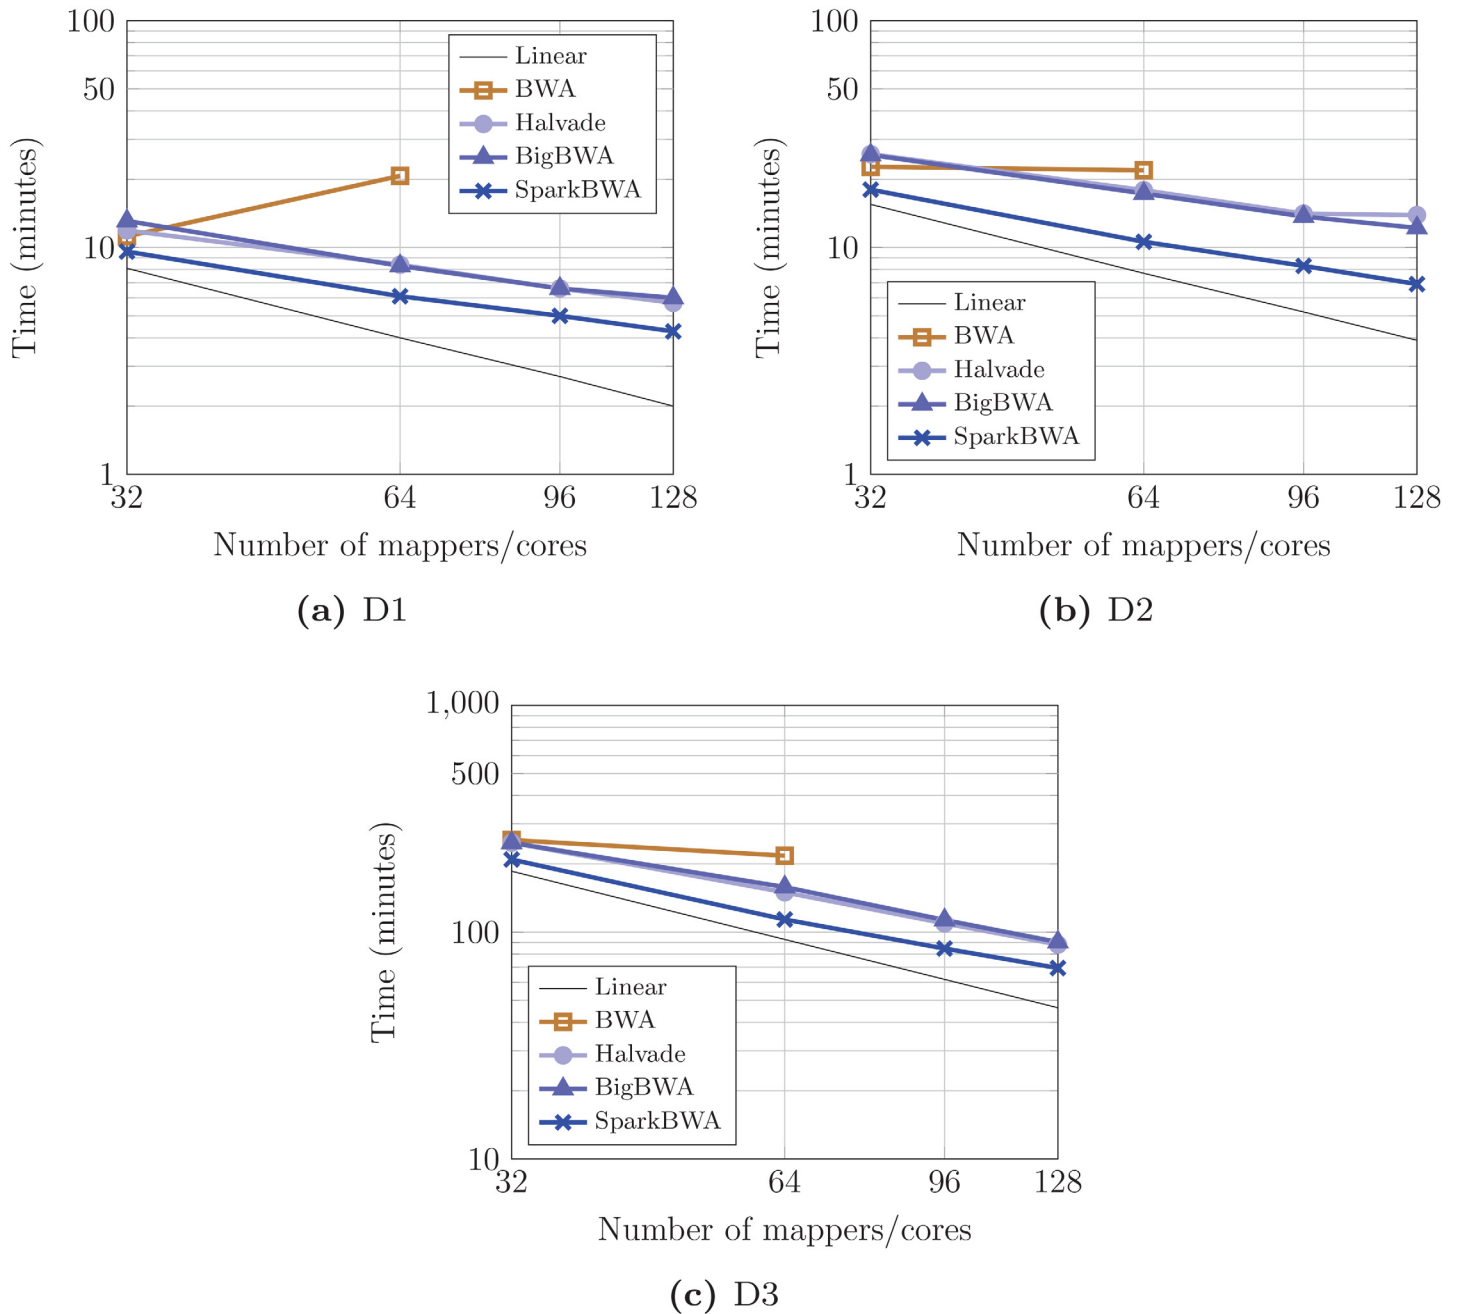 100
50
10
1
Time (minutes)
Linear
BWA
Halvade
BigBWA
SparkBWA
32 64 96 128
Number of mappers/cores
(a) D1
100
50
10
1
Time (minutes)
Linear
BWA
Halvade
BigBWA
SparkBWA
32 64 96 128
Number of mappers/cores
(b) D2
1,000
500
100
10
Time (minutes)
Linear
BWA
Halvade
BigBWA
SparkBWA
32 64 96 128
Number of mappers/cores
(c) D3